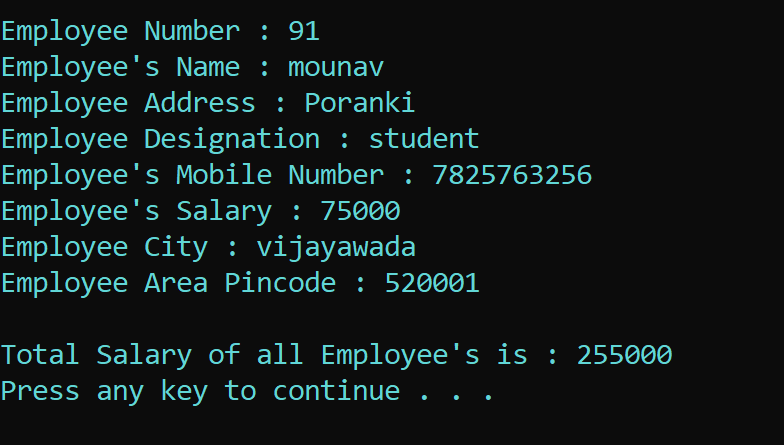 Employee Number : 91
Employee's Name : mounav
Employee Address : Poranki
Employee Designation : student
Employee's Mobile Number : 7825763256
Employee's Salary : 75000
Employee City : vijayawada
Employee Area Pincode : 520001
Total Salary of all Employee's is : 255000
Press any key to continue . . .